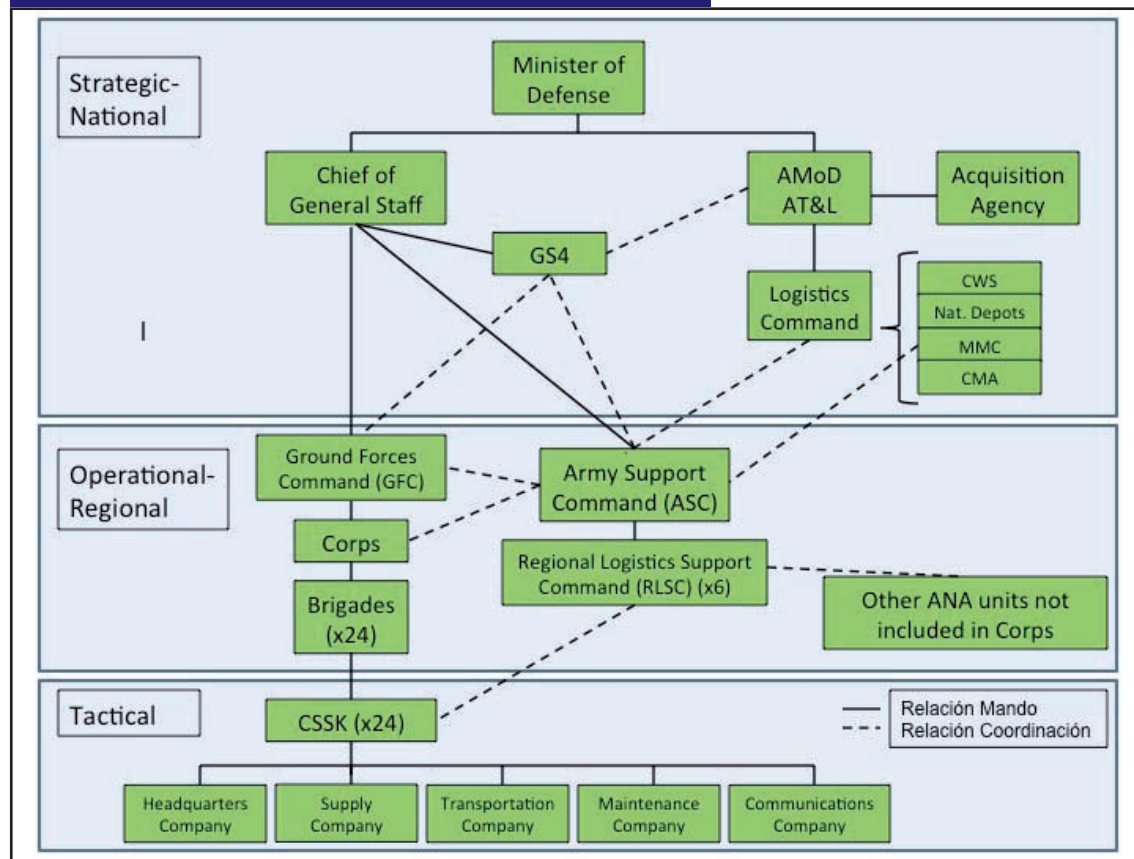 Strategic-
National
Minister of
Defense
Chief of
General Staff
AMoD
AT&L
Acquisition
Agency
GS4
Logistics
Command
CWS
Nat. Depots
MMC
CMA
I
Operational-
Regional
Ground Forces
Command (GFC)
Army Support
Command (ASC)
Corps
Regional Logistics Support
Command (RLSC) (x6)
Brigades
(x24)
Other ANA units not
included in Corps
Tactical
CSSK (x24)
Relación Mando
Relación Coordinación
Headquarters
Company
Supply
Company
Transportation
Company
Maintenance
Company
Communications
Company